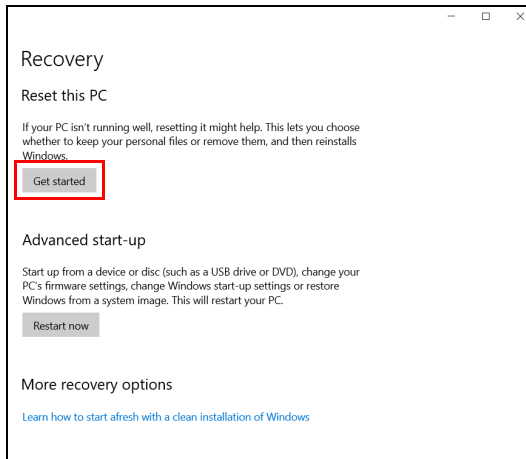 Recovery
Reset this PC
If your PC isn't running well, resetting it might help. This lets you choose
whether to keep your personal files or remove them, and then reinstalls
Windows.
Get started
Advanced start-up
Start up from a device or disc (such as a USB drive or DVD), change your
PC's firmware settings, change Windows start-up settings or restore
Windows from a system image. This will restart your PC.
Restart now
More recovery options
Learn how to start afresh with a clean installation of Windows